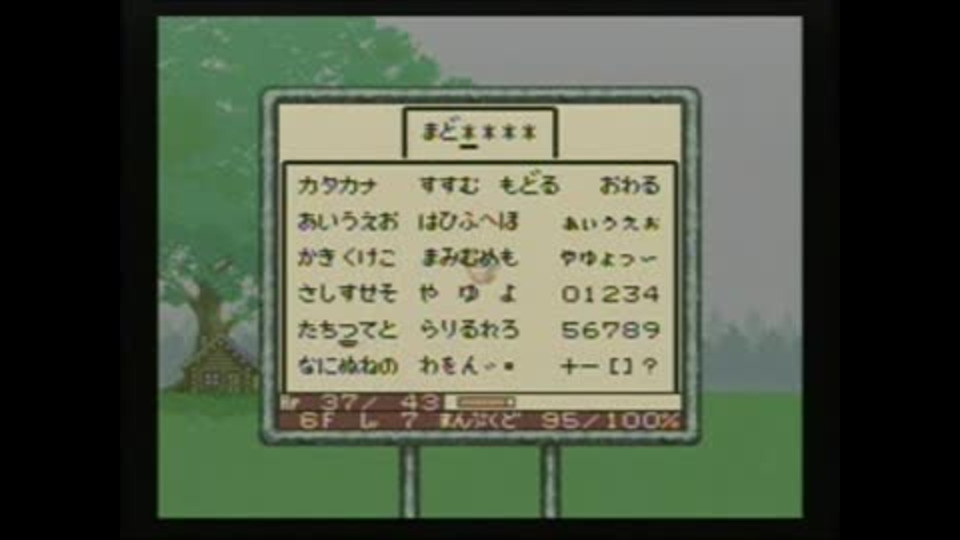 まど＊＊＊＊
カタカナ すすむ もどる おわる
あいうえお はひふへほ ぁぃぅぇぉ
かきくけこ まみむめも ゃゅょっ～
さしすせそ や ゆ よ 01234
たちつてと らりるれろ 56789
なにぬねの わをん゛゜ ＋－［］？
Hp 37/ 43
6F Lv 7 まんぷくど 95/100%